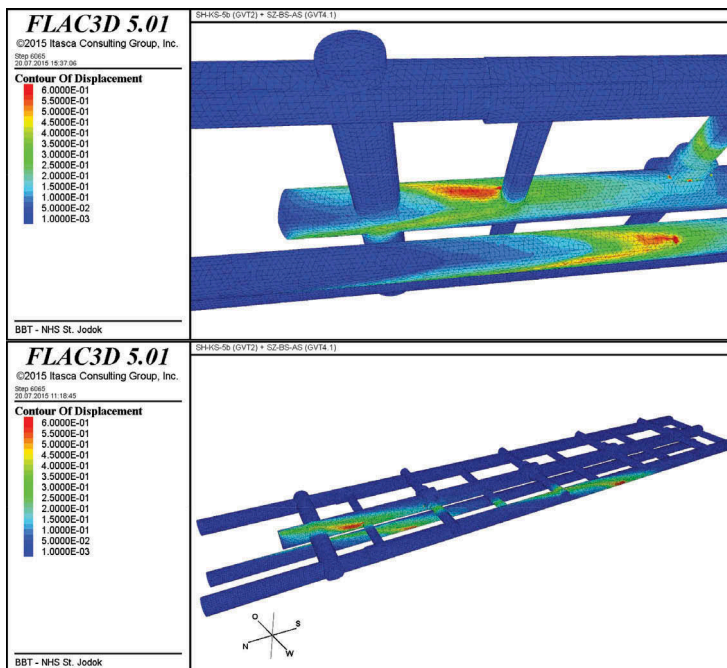 FLAC3D 5.01
©2015 Itasca Consulting Group, Inc.
Step 6065
20.07.2015 15:37:06
Contour Of Displacement
6.0000E-01
5.5000E-01
5.0000E-01
4.5000E-01
4.0000E-01
3.5000E-01
3.0000E-01
2.5000E-01
2.0000E-01
1.5000E-01
1.0000E-01
5.0000E-02
1.0000E-03
BBT - NHS St. Jodok
SH-KS-5b (GVT2) + SZ-BS-AS (GVT4.1)
FLAC3D 5.01
©2015 Itasca Consulting Group, Inc.
Step 6065
20.07.2015 11:18:45
Contour Of Displacement
6.0000E-01
5.5000E-01
5.0000E-01
4.5000E-01
4.0000E-01
3.5000E-01
3.0000E-01
2.5000E-01
2.0000E-01
1.5000E-01
1.0000E-01
5.0000E-02
1.0000E-03
BBT - NHS St. Jodok
SH-KS-5b (GVT2) + SZ-BS-AS (GVT4.1)
O
S
N
W